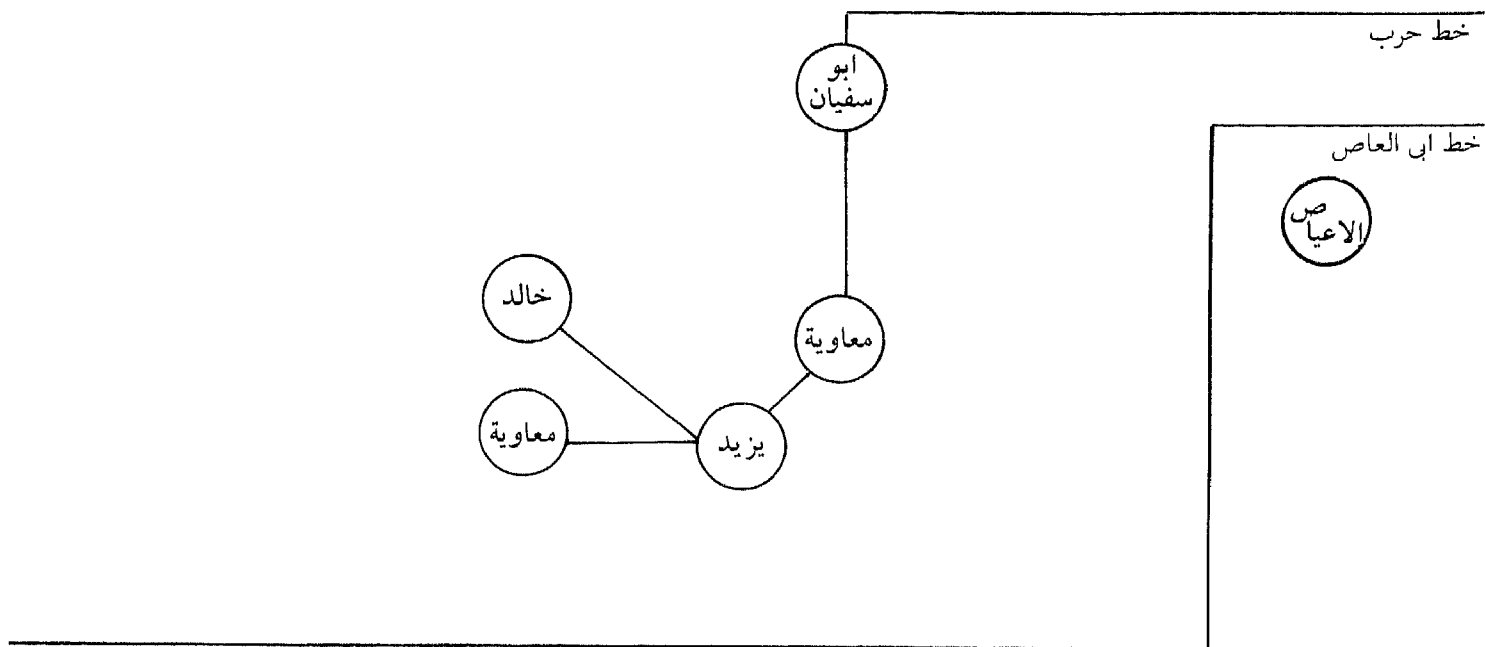 خط حرب
ابو
سفيان
خط ابى العاص
الاعياص
خالد
معاوية
معاوية
يزيد